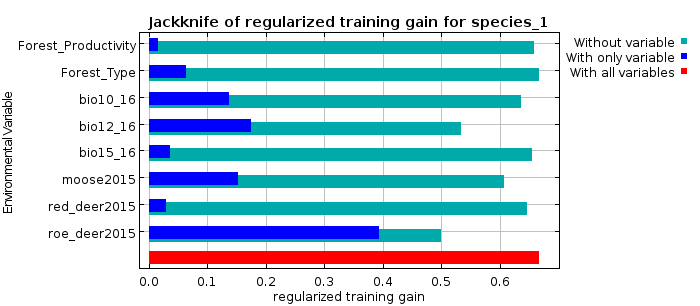 Jackknife of regularized training gain for species_1
Without variable
With only variable
With all variables
Environmental Variable
Forest_Productivity
Forest_Type
bio10_16
bio12_16
bio15_16
moose2015
red_deer2015
roe_deer2015
0.0 0.1 0.2 0.3 0.4 0.5 0.6
regularized training gain